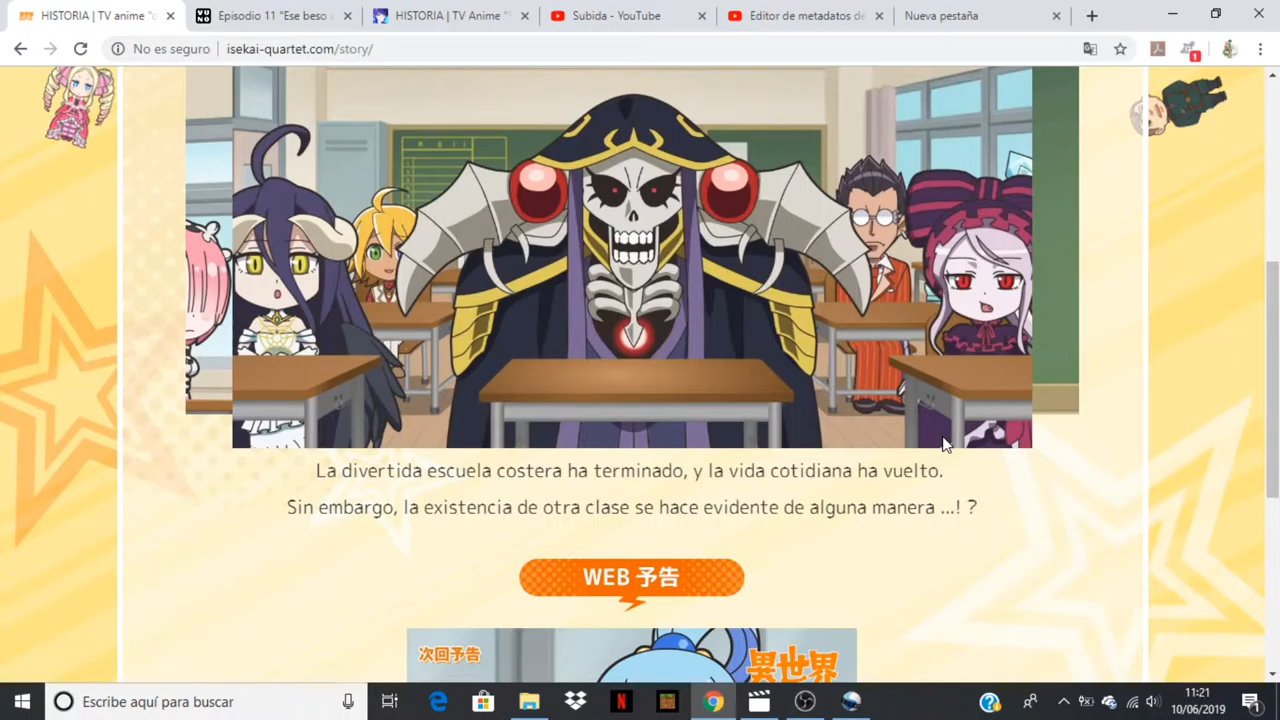 HISTORIA | TV anime "c
Episodio 11 "Ese beso u
HISTORIA | TV Anime "S
Subida - YouTube
Editor de metadatos de
Nueva pestaña
No es seguro
isekai-quartet.com/story/
1
La divertida escuela costera ha terminado, y la vida cotidiana ha vuelto.
Sin embargo, la existencia de otra clase se hace evidente de alguna manera ...! ?
WEB 予告
次回予告
異世界
Escribe aquí para buscar
11:21
10/06/2019
1